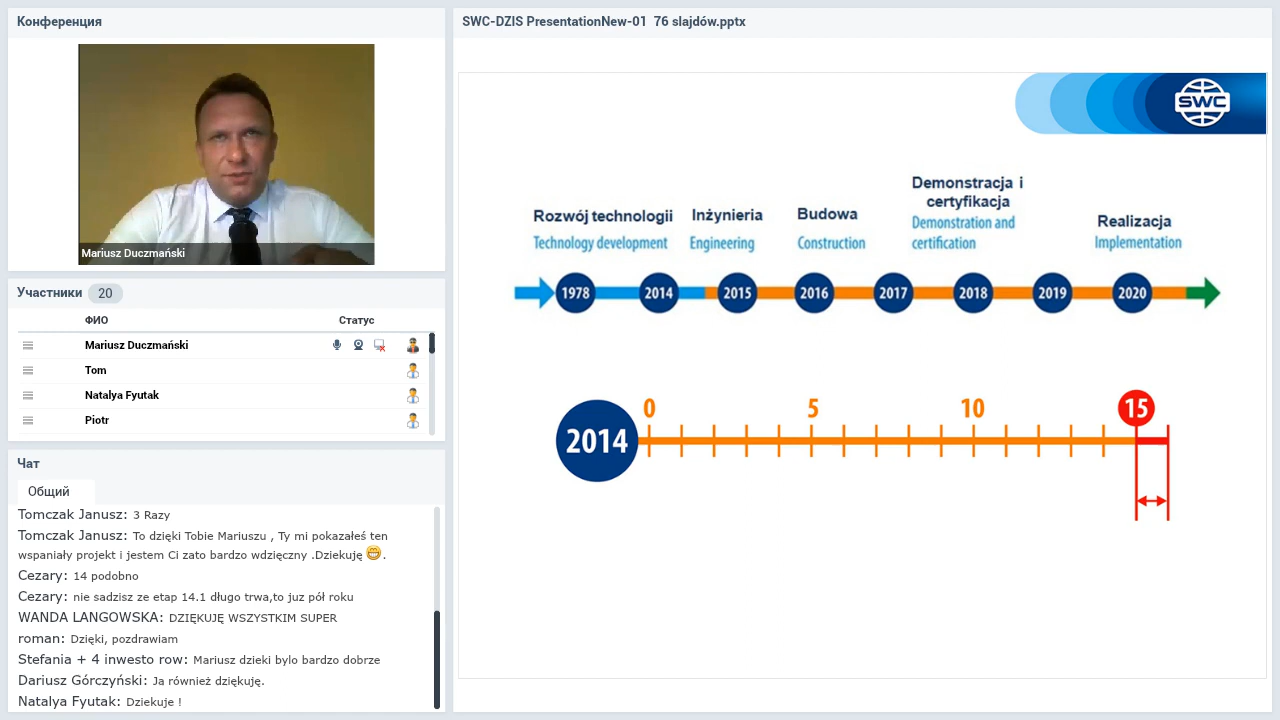 Конференция
Mariusz Duczmański
Участники 20
ФИО Статус
Mariusz Duczmański
Tom
Natalya Fyutak
Piotr
Чат
Общий
Tomczak Janusz: 3 Razy
Tomczak Janusz: To dzięki Tobie Mariuszu , Ty mi pokazałeś ten
wspaniały projekt i jestem Ci zato bardzo wdzięczny .Dziekuję .
Cezary: 14 podobno
Cezary: nie sadzisz ze etap 14.1 długo trwa,to juz pół roku
WANDA LANGOWSKA: DZIĘKUJĘ WSZYSTKIM SUPER
roman: Dzięki, pozdrawiam
Stefania + 4 inwesto row: Mariusz dzieki bylo bardzo dobrze
Dariusz Górczyński: Ja również dziękuję.
Natalya Fyutak: Dziekuje !
SWC-DZIS PresentationNew-01 76 slajdów.pptx
SWC
Rozwój technologii
Technology development
Inżynieria
Engineering
Budowa
Construction
Demonstracja i
certyfikacja
Demonstration and
certification
Realizacja
Implementation
1978 2014 2015 2016 2017 2018 2019 2020
2014 0 5 10 15